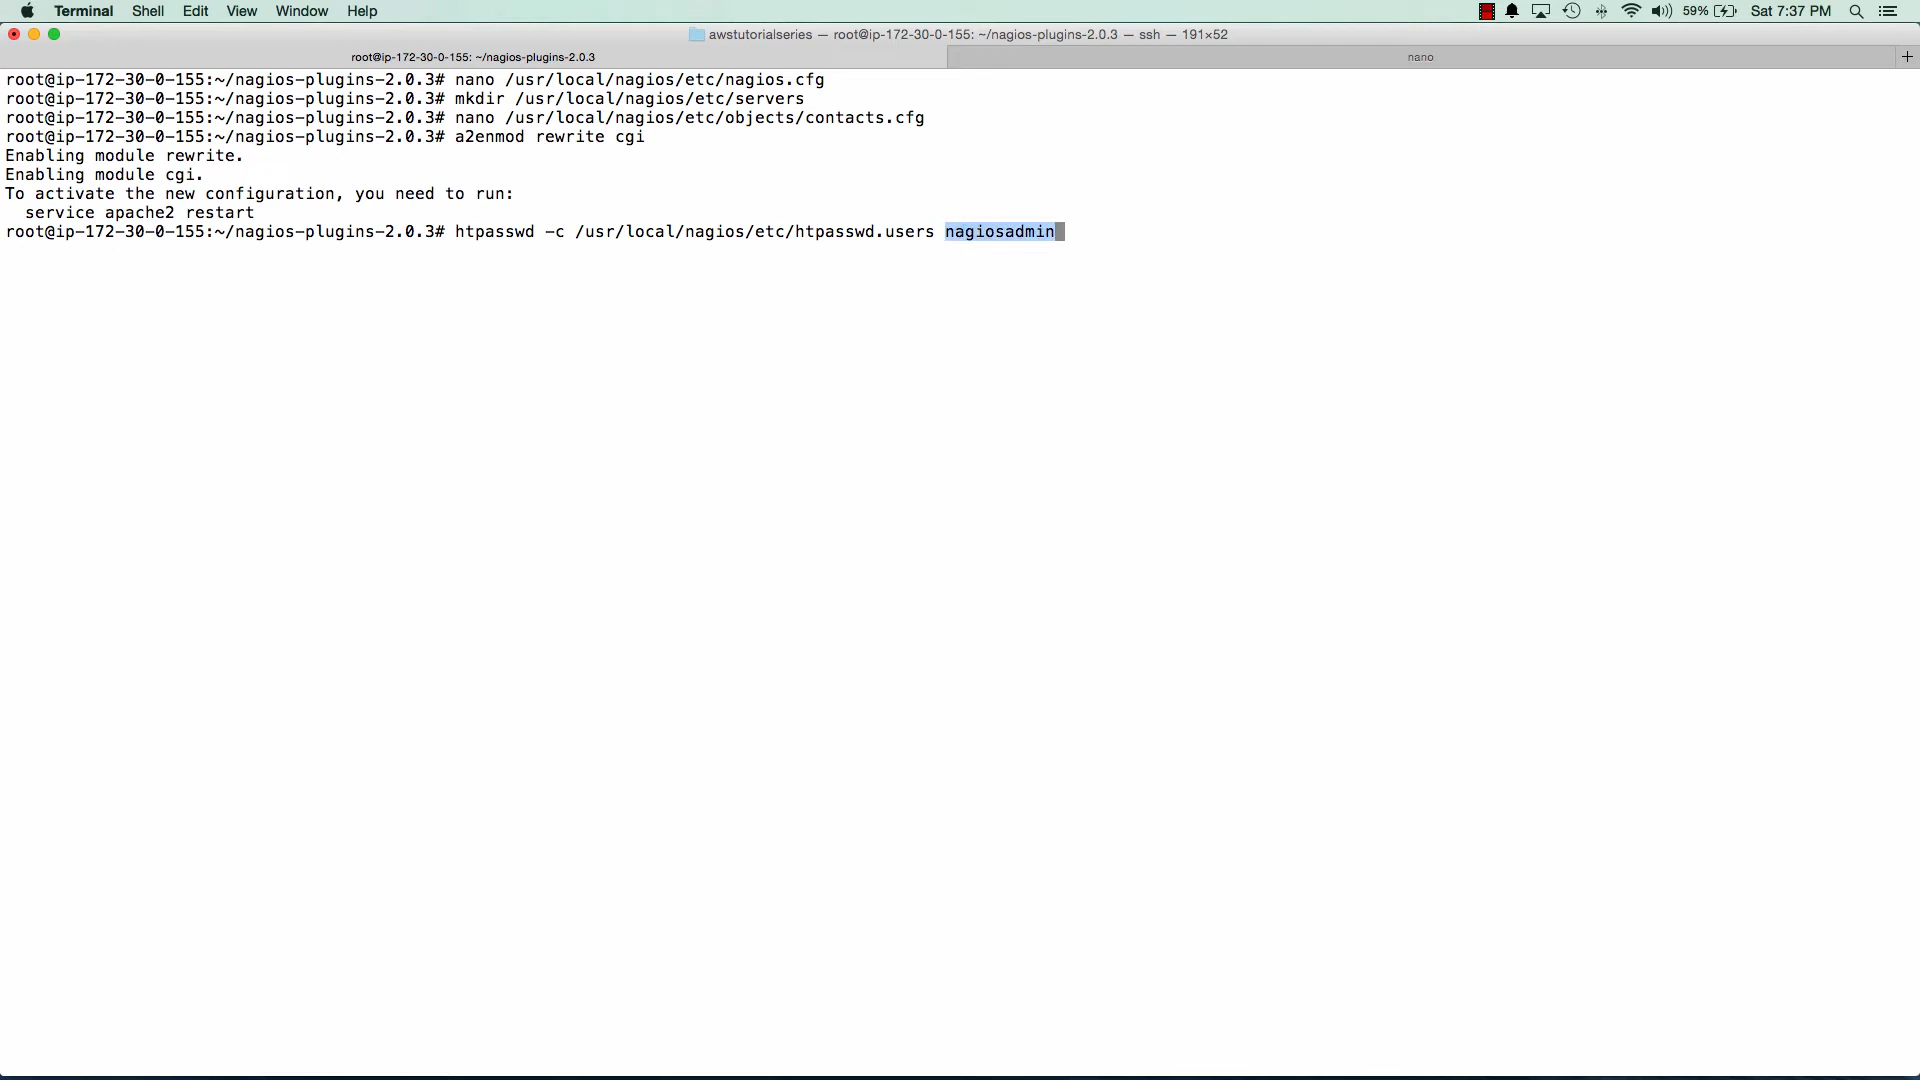 Terminal Shell Edit View Window Help 59% Sat 7:37 PM
awstutorialseries — root@ip-172-30-0-155: ~/nagios-plugins-2.0.3 — ssh — 191×52
root@ip-172-30-0-155: ~/nagios-plugins-2.0.3 nano +
root@ip-172-30-0-155:~/nagios-plugins-2.0.3# nano /usr/local/nagios/etc/nagios.cfg
root@ip-172-30-0-155:~/nagios-plugins-2.0.3# mkdir /usr/local/nagios/etc/servers
root@ip-172-30-0-155:~/nagios-plugins-2.0.3# nano /usr/local/nagios/etc/objects/contacts.cfg
root@ip-172-30-0-155:~/nagios-plugins-2.0.3# a2enmod rewrite cgi
Enabling module rewrite.
Enabling module cgi.
To activate the new configuration, you need to run:
  service apache2 restart
root@ip-172-30-0-155:~/nagios-plugins-2.0.3# htpasswd -c /usr/local/nagios/etc/htpasswd.users nagiosadmin